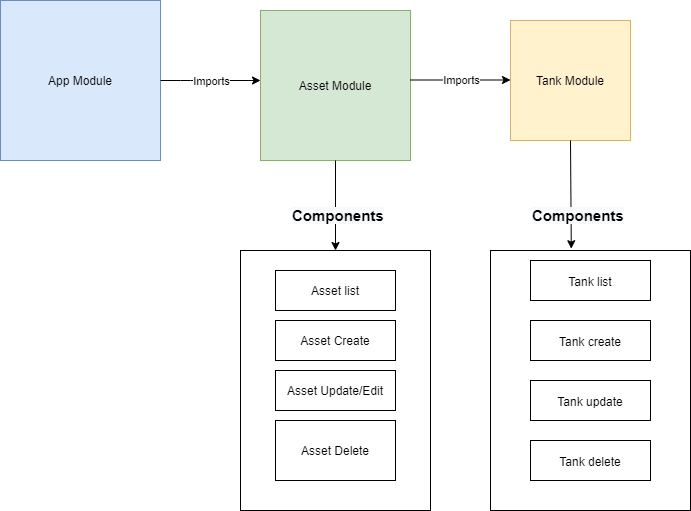 App Module
Imports
Asset Module
Imports
Tank Module
Components
Components
Asset list
Asset Create
Asset Update/Edit
Asset Delete
Tank list
Tank create
Tank update
Tank delete